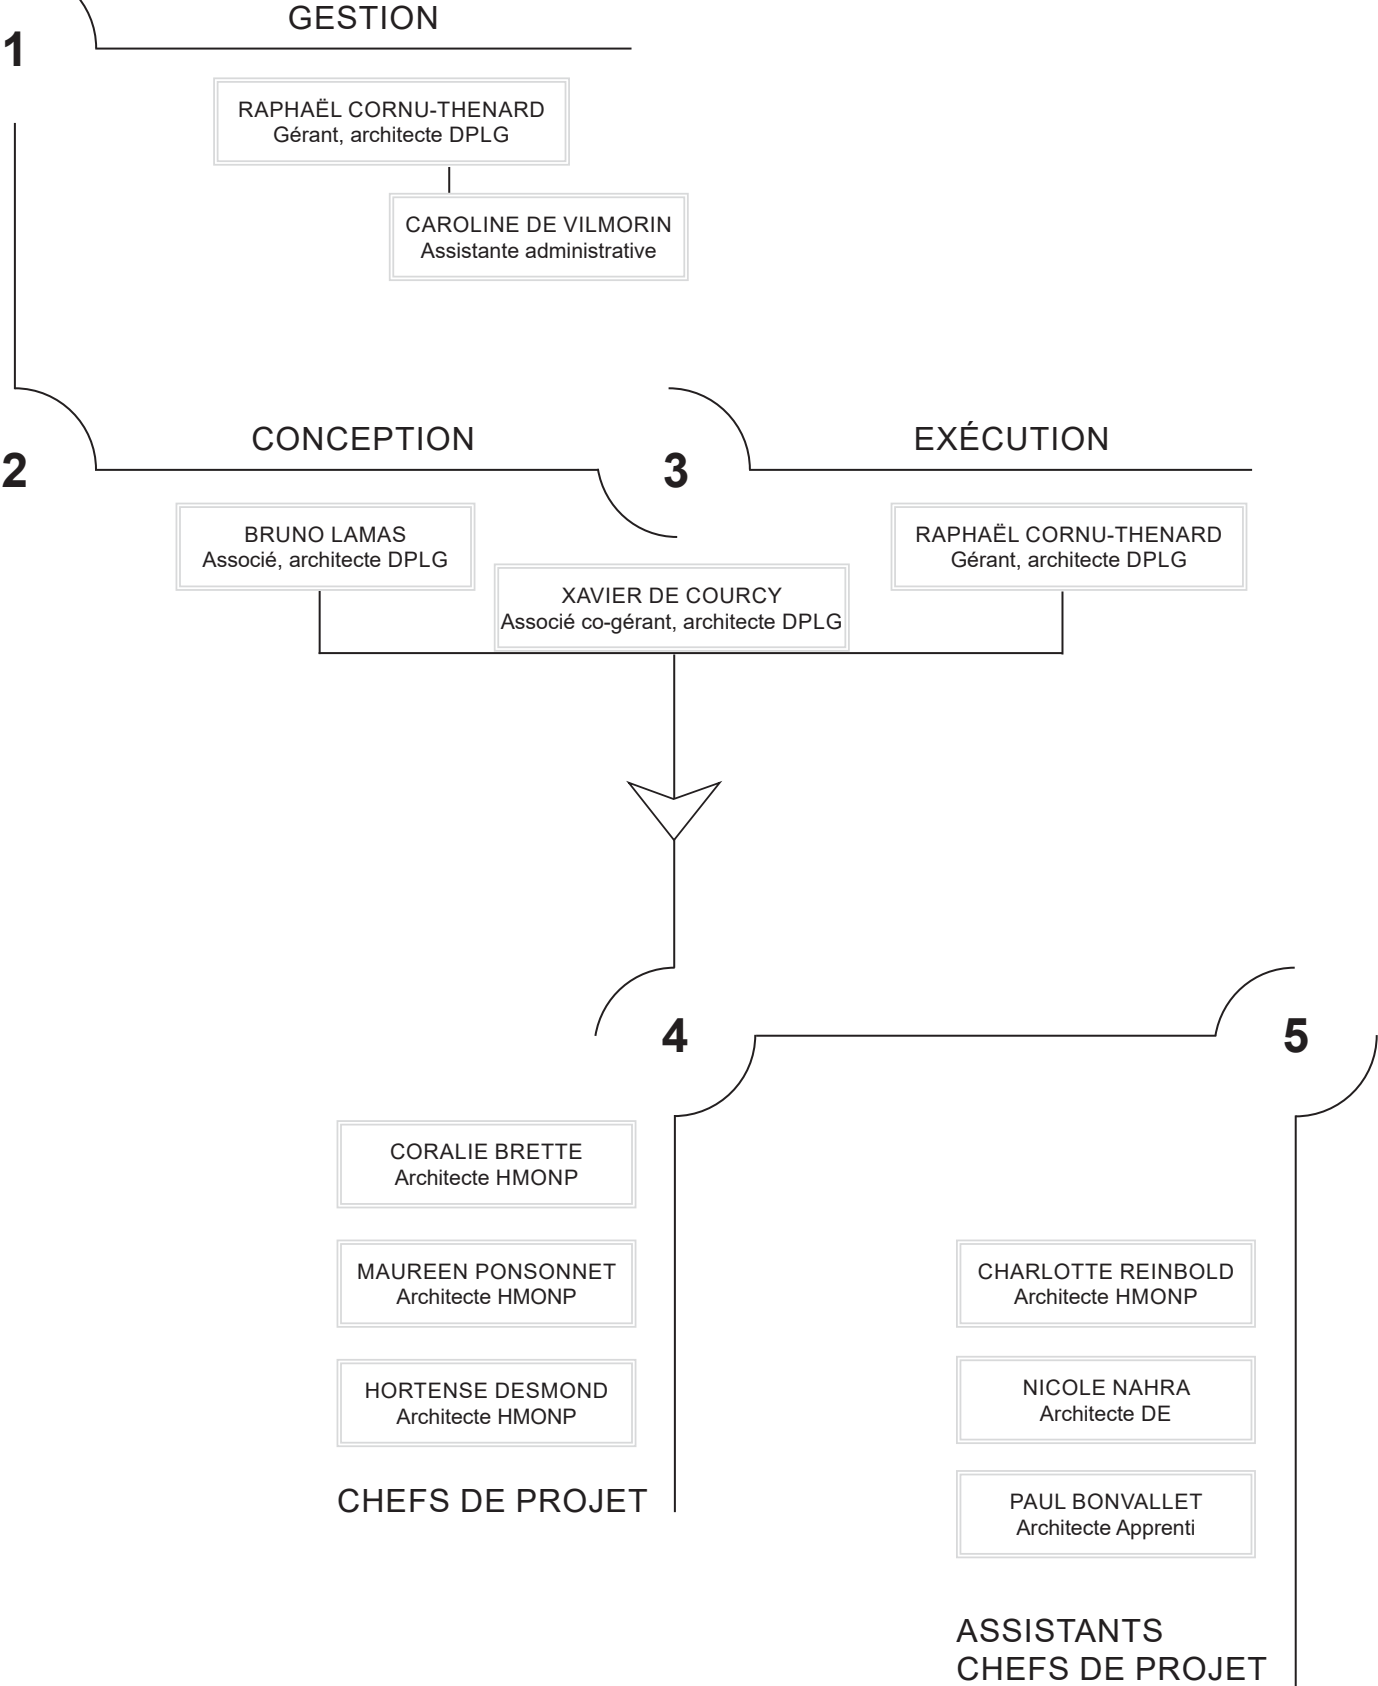 GESTION
1
RAPHAËL CORNU-THENARD
Gérant, architecte DPLG
CAROLINE DE VILMORIN
Assistante administrative
CONCEPTION
2
EXÉCUTION
3
BRUNO LAMAS
Associé, architecte DPLG
XAVIER DE COURCY
Associé co-gérant, architecte DPLG
RAPHAËL CORNU-THENARD
Gérant, architecte DPLG
4
5
CORALIE BRETTE
Architecte HMONP
MAUREEN PONSONNET
Architecte HMONP
HORTENSE DESMOND
Architecte HMONP
CHEFS DE PROJET
CHARLOTTE REINBOLD
Architecte HMONP
NICOLE NAHRA
Architecte DE
PAUL BONVALLET
Architecte Apprenti
ASSISTANTS
CHEFS DE PROJET